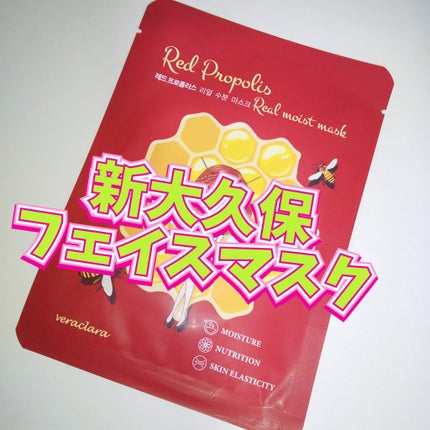 Red Propolis
레드 프로폴리스 리얼 수분 마스크 Real moist mask
新大久保
フェイスマスク
veraclara
MOISTURE
NUTRITION
SKIN ELASTICITY